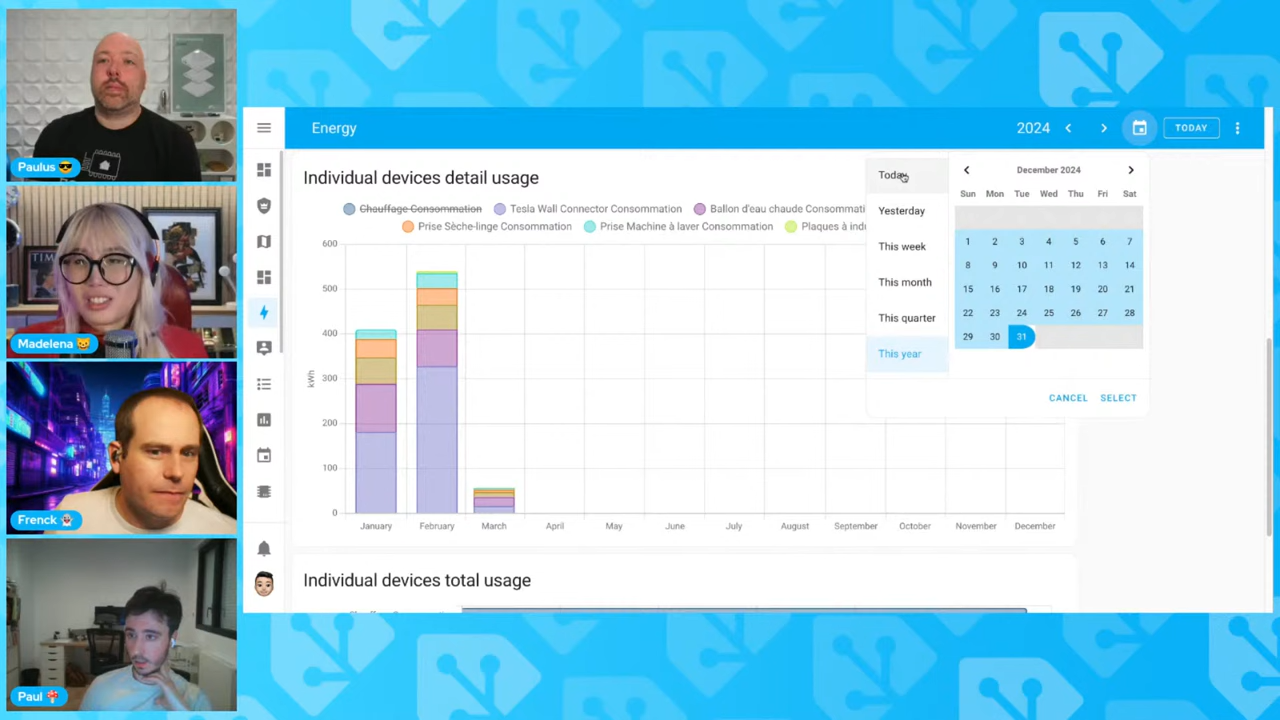 Paulus 😎
Madelena 😺
Frenck 👻
Paul 🍄
Energy
2024
TODAY
Individual devices detail usage
Chauffage Consommation
Tesla Wall Connector Consommation
Ballon d'eau chaude Consommati
Prise Sèche-linge Consommation
Prise Machine à laver Consommation
Plaques à indu
kWh
600
500
400
300
200
100
0
January
February
March
April
May
June
July
August
September
October
November
December
Today
Yesterday
This week
This month
This quarter
This year
December 2024
Sun Mon Tue Wed Thu Fri Sat
1 2 3 4 5 6 7
8 9 10 11 12 13 14
15 16 17 18 19 20 21
22 23 24 25 26 27 28
29 30 31
CANCEL
SELECT
Individual devices total usage